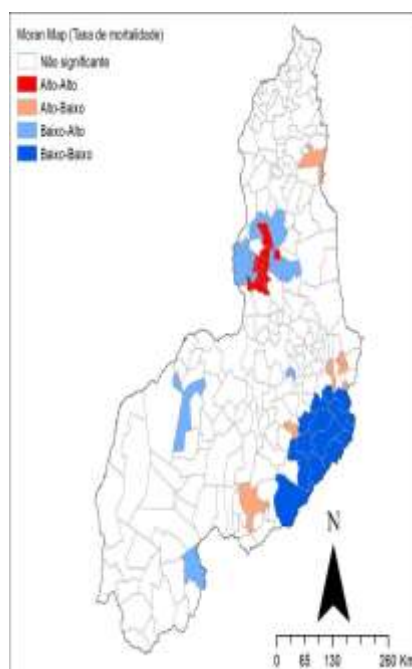 Moran Map (Taxa de mortalidade)
Não significante
Alto-Alto
Alto-Baixo
Baixo-Alto
Baixo-Baixo
N
0 65 130 260 Km